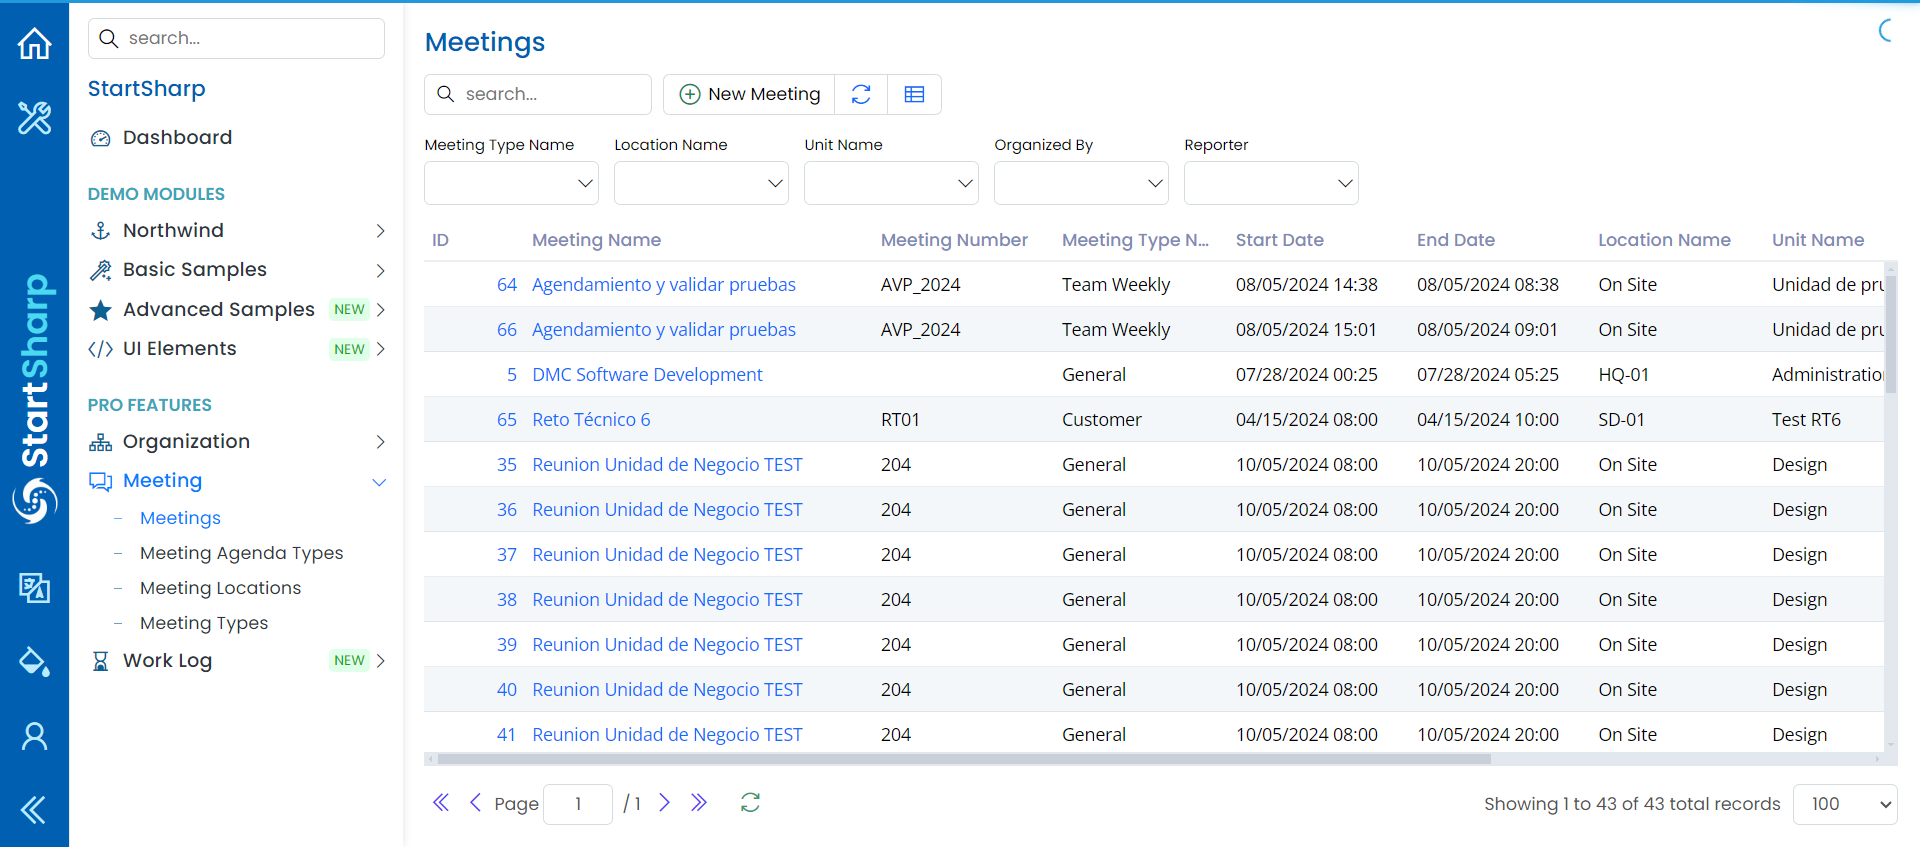 StartSharp
search...
StartSharp
Dashboard
DEMO MODULES
Northwind
Basic Samples
Advanced Samples NEW
UI Elements NEW
PRO FEATURES
Organization
Meeting
Meetings
Meeting Agenda Types
Meeting Locations
Meeting Types
Work Log NEW
Meetings
search...
New Meeting
Meeting Type Name Location Name Unit Name Organized By Reporter
ID Meeting Name Meeting Number Meeting Type N... Start Date End Date Location Name Unit Name
64 Agendamiento y validar pruebas AVP_2024 Team Weekly 08/05/2024 14:38 08/05/2024 08:38 On Site Unidad de pru
66 Agendamiento y validar pruebas AVP_2024 Team Weekly 08/05/2024 15:01 08/05/2024 09:01 On Site Unidad de pru
5 DMC Software Development General 07/28/2024 00:25 07/28/2024 05:25 HQ-01 Administration
65 Reto Técnico 6 RT01 Customer 04/15/2024 08:00 04/15/2024 10:00 SD-01 Test RT6
35 Reunion Unidad de Negocio TEST 204 General 10/05/2024 08:00 10/05/2024 20:00 On Site Design
36 Reunion Unidad de Negocio TEST 204 General 10/05/2024 08:00 10/05/2024 20:00 On Site Design
37 Reunion Unidad de Negocio TEST 204 General 10/05/2024 08:00 10/05/2024 20:00 On Site Design
38 Reunion Unidad de Negocio TEST 204 General 10/05/2024 08:00 10/05/2024 20:00 On Site Design
39 Reunion Unidad de Negocio TEST 204 General 10/05/2024 08:00 10/05/2024 20:00 On Site Design
40 Reunion Unidad de Negocio TEST 204 General 10/05/2024 08:00 10/05/2024 20:00 On Site Design
41 Reunion Unidad de Negocio TEST 204 General 10/05/2024 08:00 10/05/2024 20:00 On Site Design
Page 1 / 1
Showing 1 to 43 of 43 total records 100